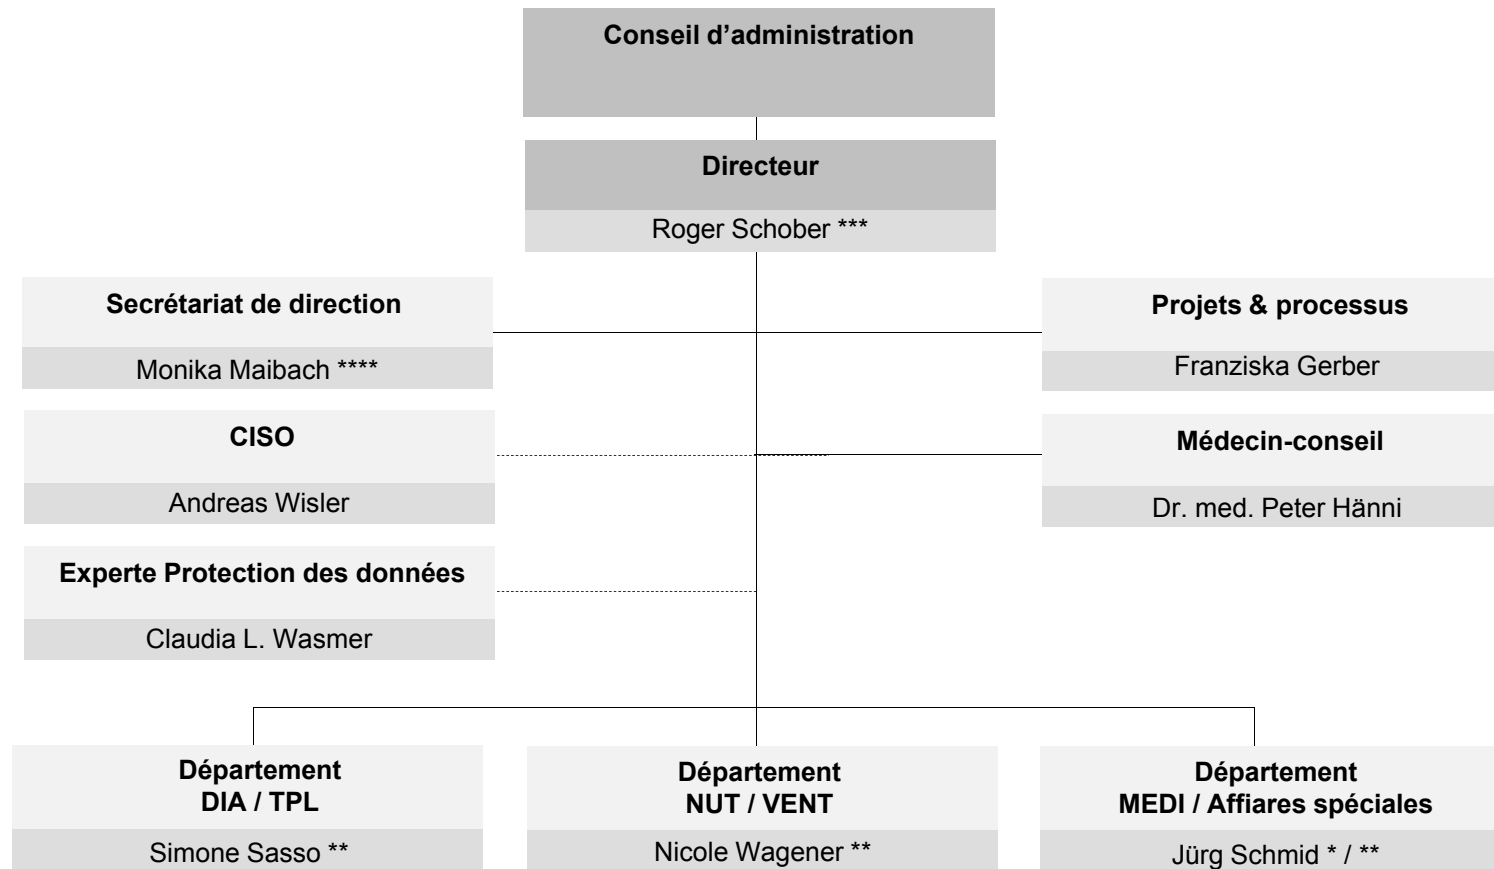 Conseil d’administration
Directeur
Roger Schober ***
Secrétariat de direction
Monika Maibach ****
Projets & processus
Franziska Gerber
CISO
Andreas Wisler
Médecin-conseil
Dr. med. Peter Hänni
Experte Protection des données
Claudia L. Wasmer
Département
DIA / TPL
Simone Sasso **
Département
NUT / VENT
Nicole Wagener **
Département
MEDI / Affiares spéciales
Jürg Schmid * / **